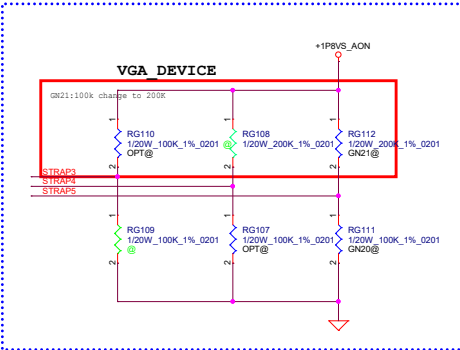 +1P8VS_AON
VGA_DEVICE
GN21:100k change to 200K
1
RG110
1/20W_100K_1%_0201
OPT@
2
1
RG108
@
1/20W_200K_1%_0201
2
1
RG112
1/20W_200K_1%_0201
GN21@
2
STRAP3
STRAP4
STRAP5
1
RG109
1/20W_100K_1%_0201
@
2
1
RG107
1/20W_100K_1%_0201
OPT@
2
1
RG111
1/20W_100K_1%_0201
GN20@
2